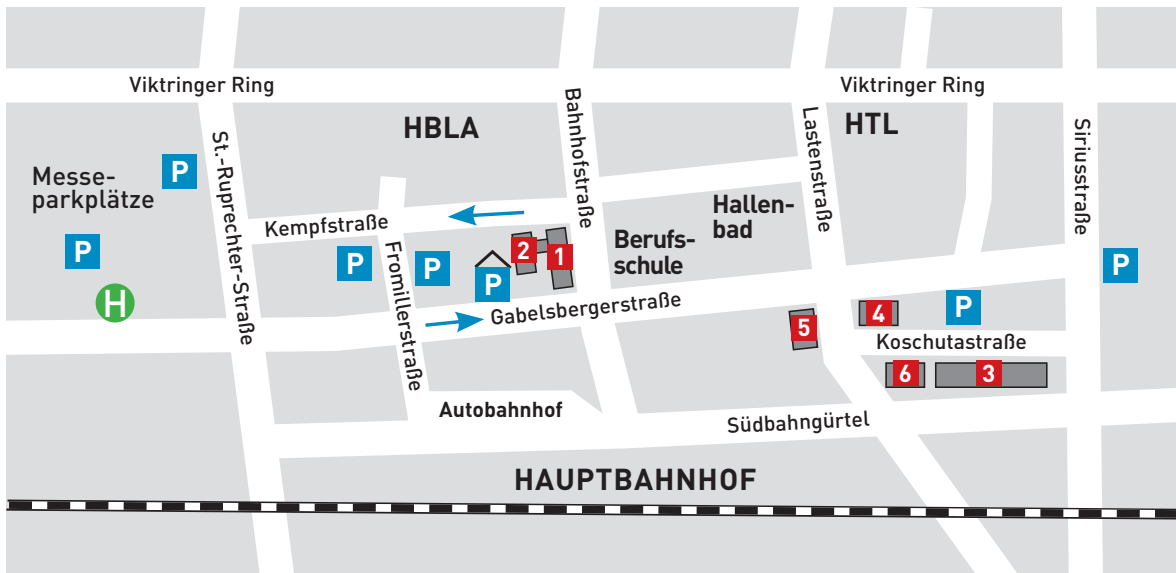 Viktringer Ring
Viktringer Ring
HBLA
HTL
Bahnhofstraße
Lastenstraße
Siriusstraße
St.-Ruprechter-Straße
P
Messe-
parkplätze
Kempfstraße
Hallen-
bad
Berufs-
schule
Fromillerstraße
P
P
P
P
2
1
P
H
Gabelsbergerstraße
4
P
5
Koschutastraße
6
3
Autobahnhof
Südbahngürtel
HAUPTBAHNHOF